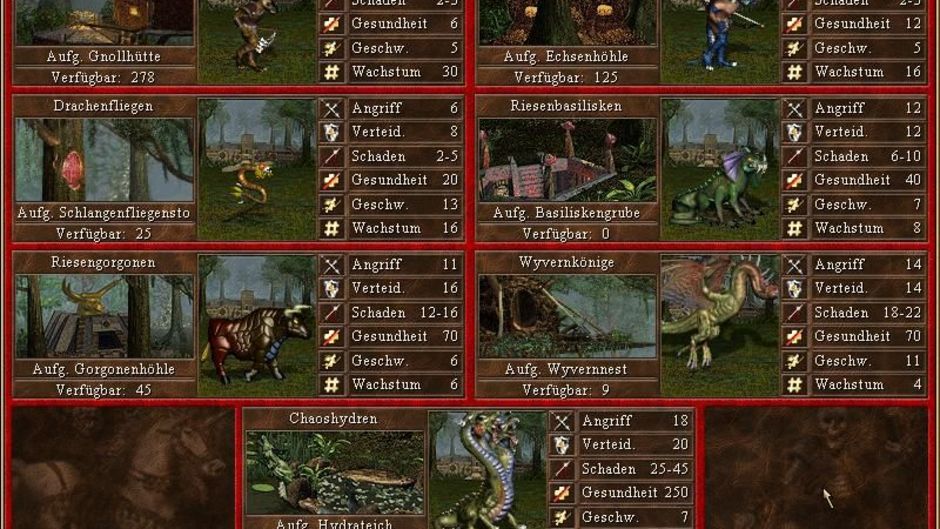 Schaden 2-3
Gesundheit 6
Aufg. Gnollhütte
Geschw. 5
Verfügbar: 278
Wachstum 30
Gesundheit 12
Aufg. Echsenhöhle
Geschw. 5
Verfügbar: 125
Wachstum 16
Drachenfliegen
Angriff 6
Verteid. 8
Schaden 2-5
Gesundheit 20
Geschw. 13
Wachstum 16
Aufg. Schlangenfliegensto
Verfügbar: 25
Riesenbasilisken
Angriff 12
Verteid. 12
Schaden 6-10
Gesundheit 40
Geschw. 7
Wachstum 8
Aufg. Basiliskengrube
Verfügbar: 0
Riesengorgonen
Angriff 11
Verteid. 16
Schaden 12-16
Gesundheit 70
Geschw. 6
Wachstum 6
Aufg. Gorgonenhöhle
Verfügbar: 45
Wyvernkönige
Angriff 14
Verteid. 14
Schaden 18-22
Gesundheit 70
Geschw. 11
Wachstum 4
Aufg. Wyvernnest
Verfügbar: 9
Chaoshydren
Angriff 18
Verteid. 20
Schaden 25-45
Gesundheit 250
Geschw. 7
Aufg. Hydrateich